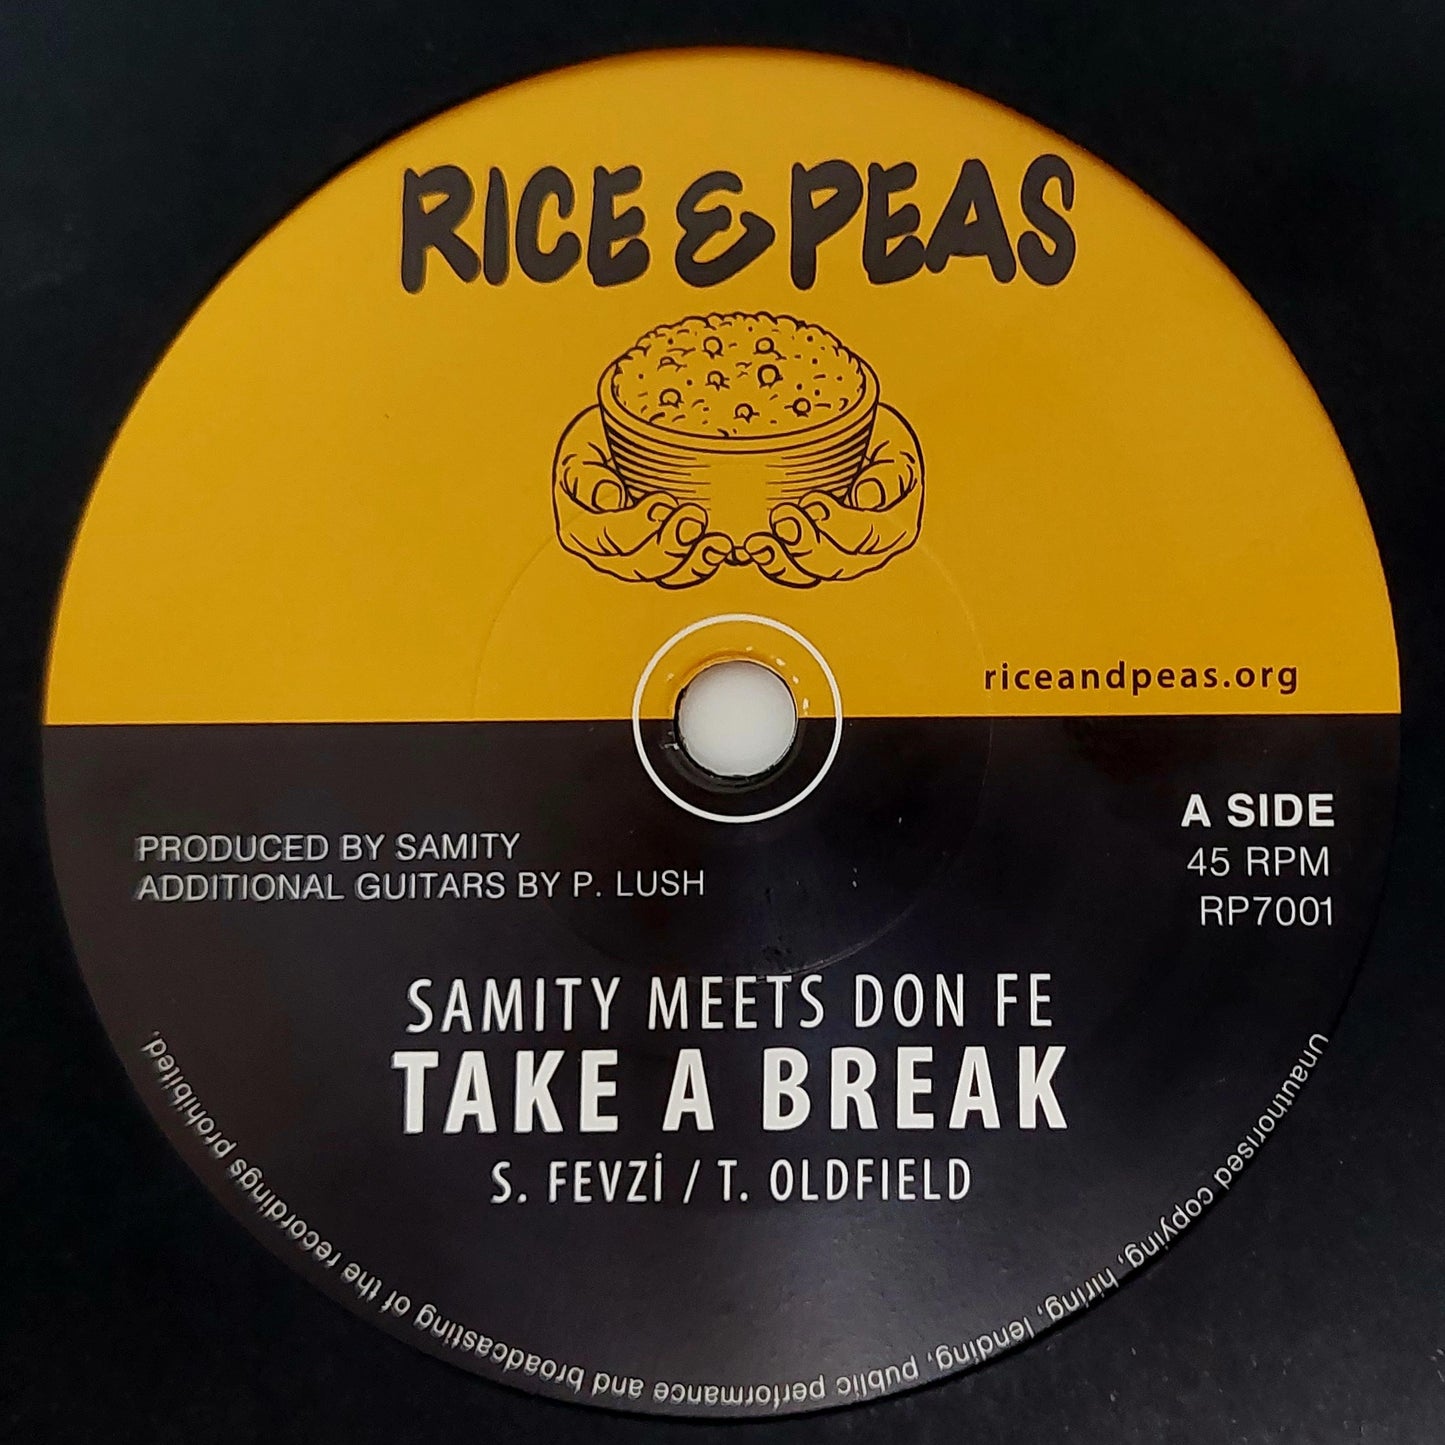 RICE & PEAS
riceandpeas.org
A SIDE
45 RPM
RP7001
PRODUCED BY SAMITY
ADDITIONAL GUITARS BY P. LUSH
SAMITY MEETS DON FE
TAKE A BREAK
S. FEVZİ / T. OLDFIELD
Unauthorised copying, hiring, lending, public performance and broadcasting of the recordings prohibited.